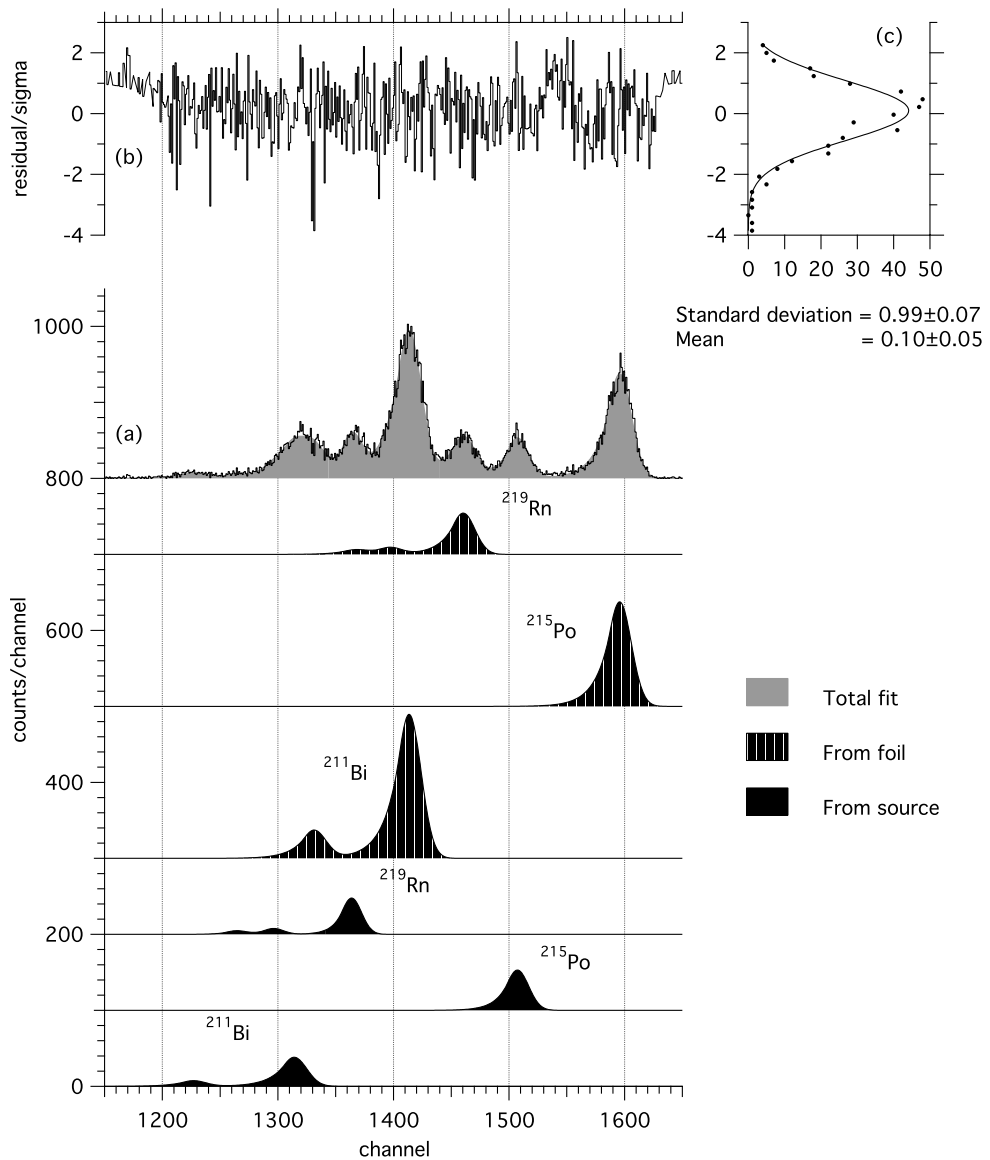 residual/sigma
2
0
-2
-4
(b)
(c)
2
0
-2
-4
0 10 20 30 40 50
Standard deviation = 0.99±0.07
Mean = 0.10±0.05
counts/channel
1000
800
600
400
200
0
(a)
²¹⁹Rn
²¹⁵Po
²¹¹Bi
²¹⁹Rn
²¹⁵Po
²¹¹Bi
Total fit
From foil
From source
1200 1300 1400 1500 1600
channel